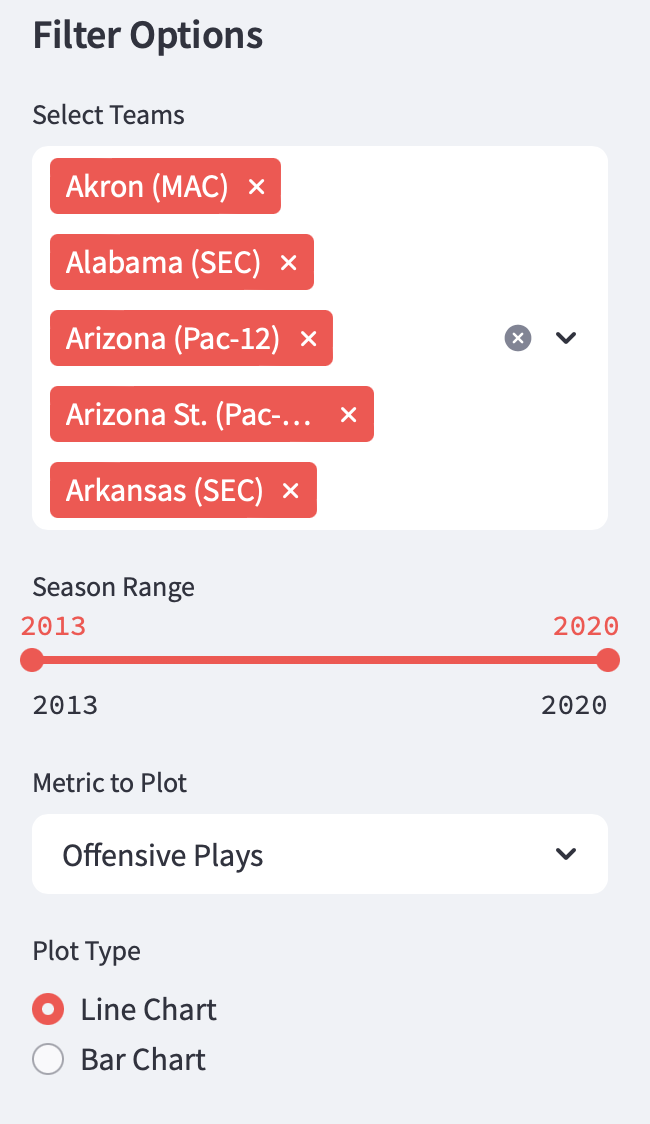 Filter Options
Select Teams
Akron (MAC)
Alabama (SEC)
Arizona (Pac-12)
Arizona St. (Pac-...
Arkansas (SEC)
Season Range
2013 2020
2013 2020
Metric to Plot
Offensive Plays
Plot Type
Line Chart
Bar Chart